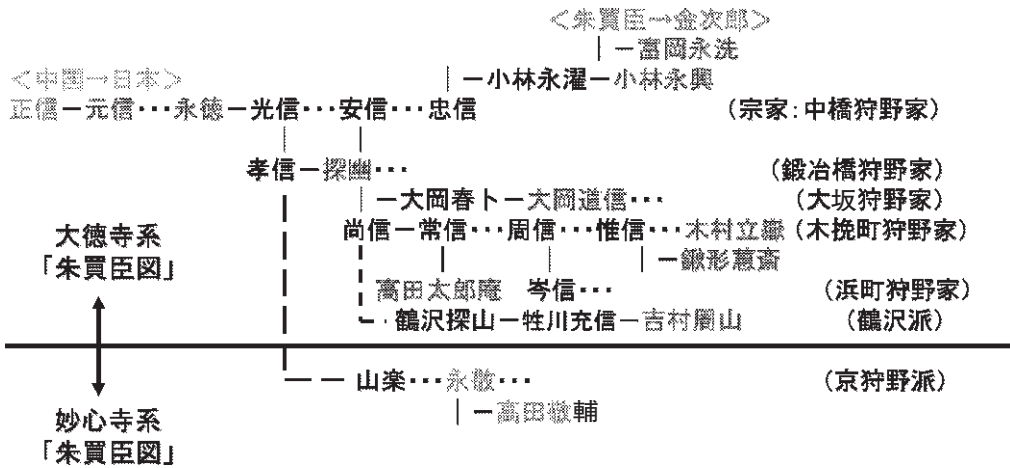 ＜朱買臣→金次郎＞
｜ー富岡永洗
＜中国→日本＞
｜ー小林永濯ー小林永興
正信ー元信…永徳ー光信…安信…忠信 (宗家：中橋狩野家)
孝信ー探幽… (鍛冶橋狩野家)
｜ー大岡春卜ー大岡道信… (大坂狩野家)
尚信ー常信…周信…惟信…木村立嶽 (木挽町狩野家)
｜ー鍬形蕙斎
高田太郎庵 岑信… (浜町狩野家)
鶴沢探山ー牲川充信ー吉村周山 (鶴沢派)
大徳寺系
「朱買臣図」
山楽…永敬… (京狩野派)
｜ー高田敬輔
妙心寺系
「朱買臣図」